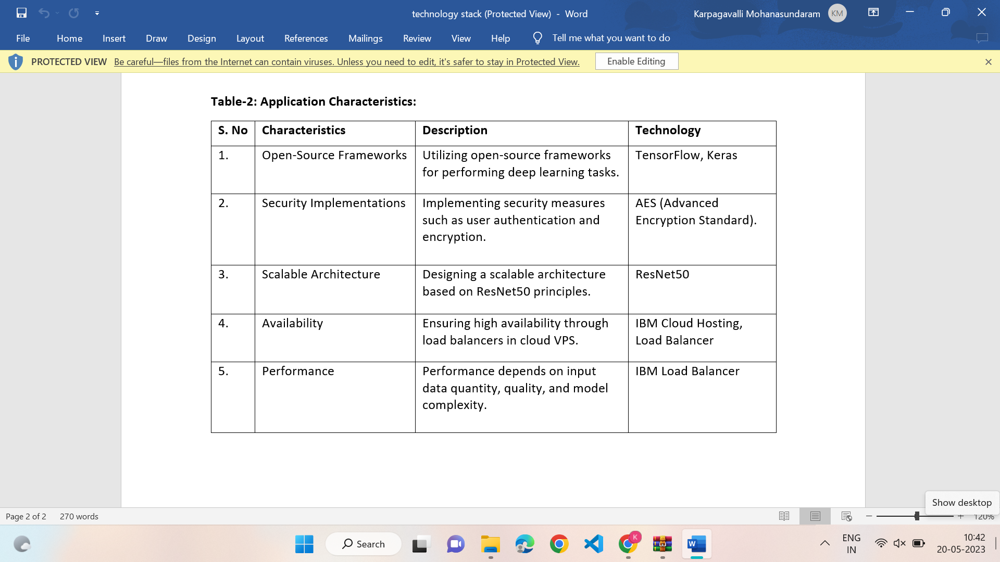 technology stack (Protected View) - Word
Karpagavalli Mohanasundaram KM
File Home Insert Draw Design Layout References Mailings Review View Help Tell me what you want to do
PROTECTED VIEW Be careful—files from the Internet can contain viruses. Unless you need to edit, it's safer to stay in Protected View. Enable Editing
Table-2: Application Characteristics:
S. No Characteristics Description Technology
1. Open-Source Frameworks Utilizing open-source frameworks TensorFlow, Keras
for performing deep learning tasks.
2. Security Implementations Implementing security measures AES (Advanced
such as user authentication and Encryption Standard).
encryption.
3. Scalable Architecture Designing a scalable architecture ResNet50
based on ResNet50 principles.
4. Availability Ensuring high availability through IBM Cloud Hosting,
load balancers in cloud VPS. Load Balancer
5. Performance Performance depends on input IBM Load Balancer
data quantity, quality, and model
complexity.
Show desktop
Page 2 of 2 270 words 120%
Search K W ENG 10:42
IN 20-05-2023